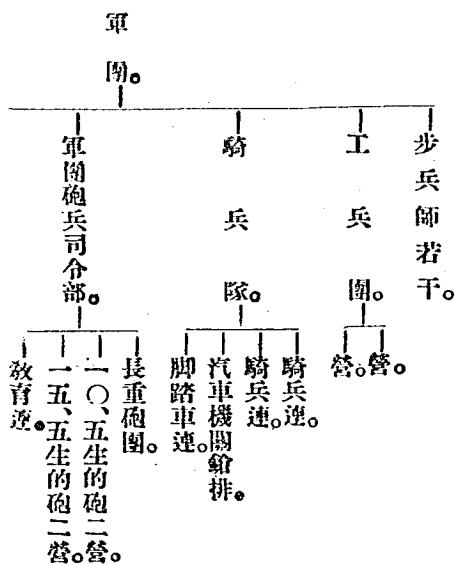 軍團。
步兵師若干。
工兵團。
營。
營。
騎兵隊。
騎兵連。
騎兵連。
汽車機關鎗排。
脚踏車連。
軍團砲兵司令部。
長重砲團。
一〇、五生的砲二營。
一五、五生的砲二營。
教育連。